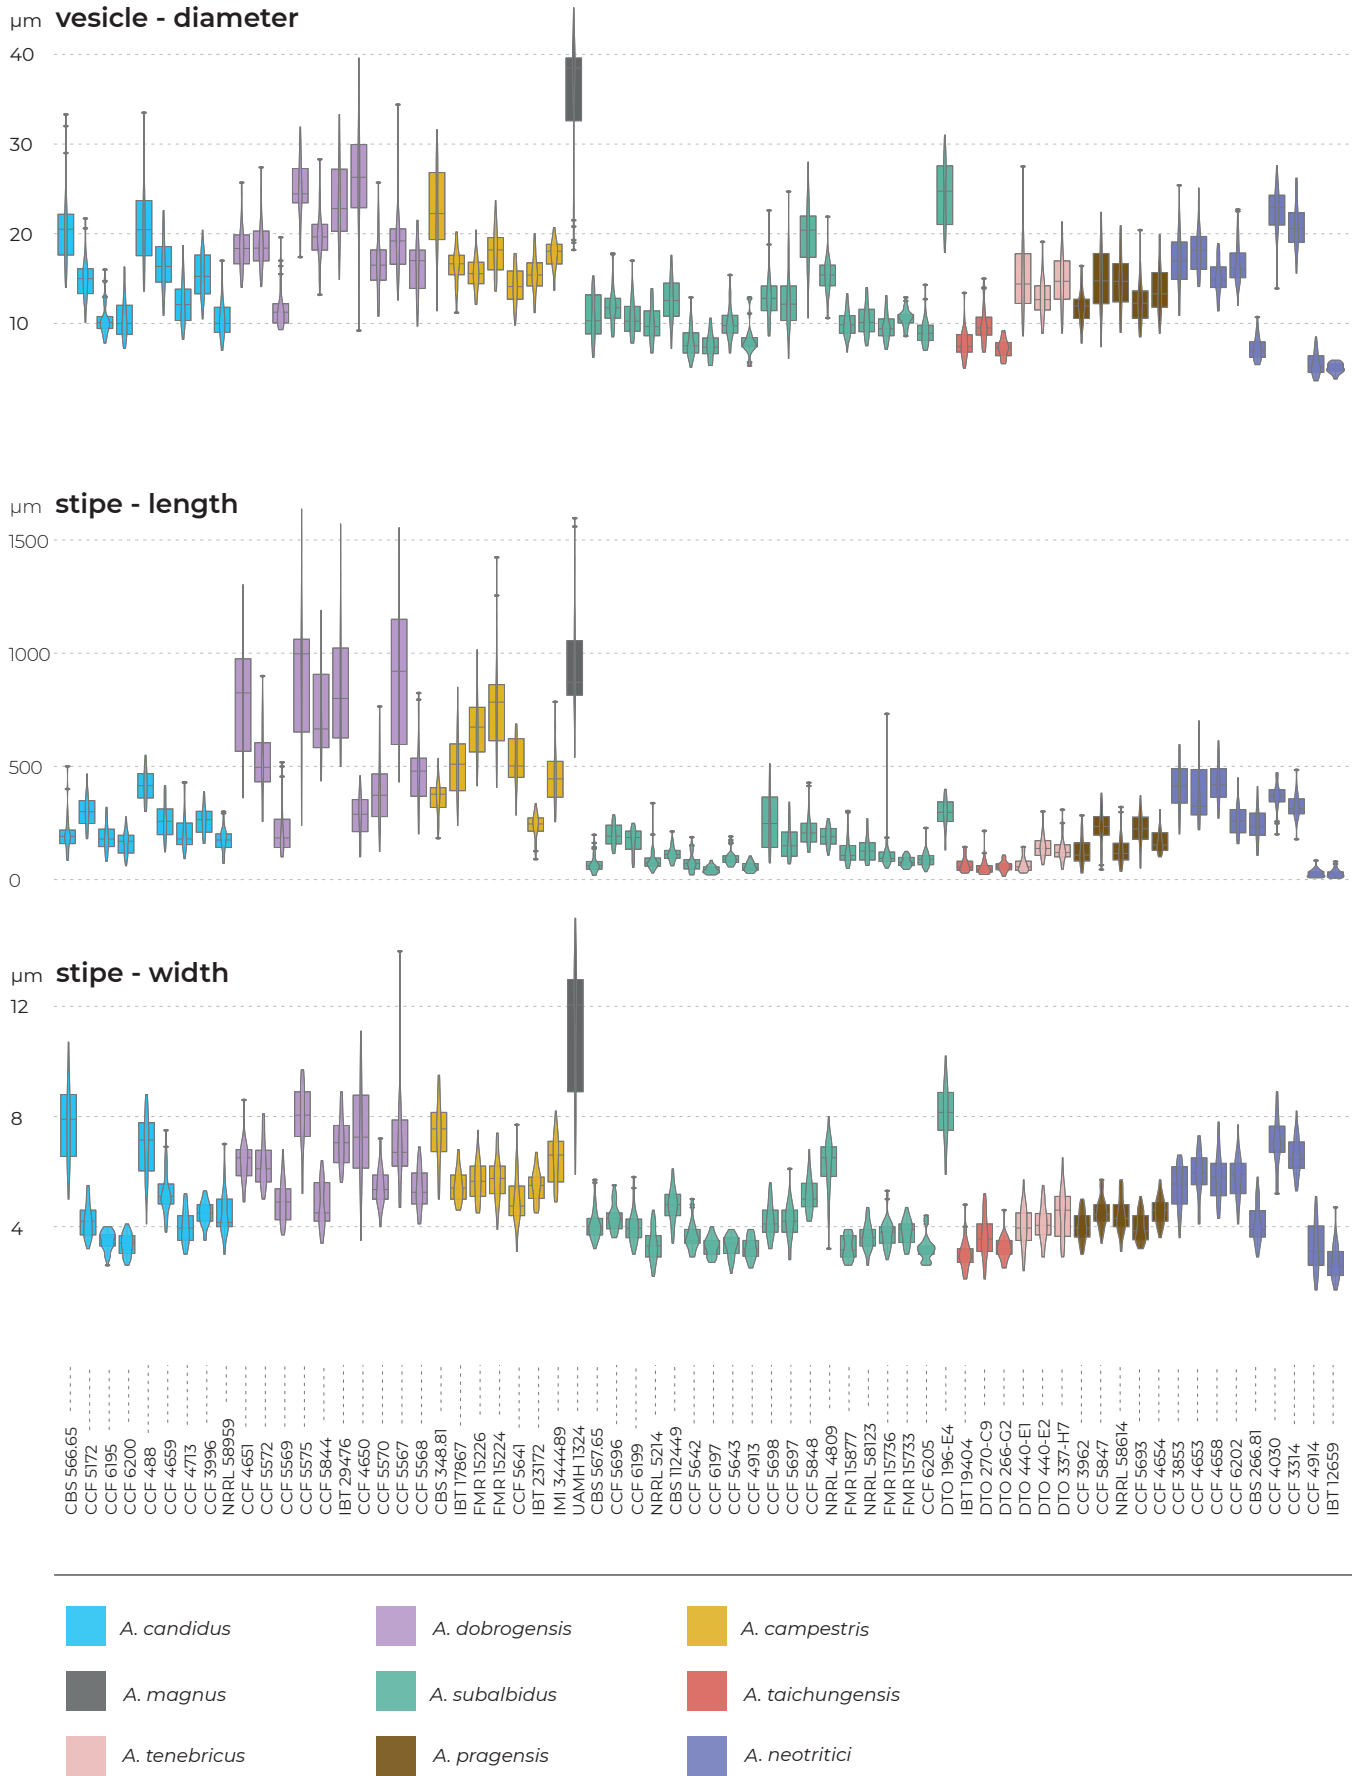 µm vesicle - diameter
40
30
20
10
µm stipe - length
1500
1000
500
0
µm stipe - width
12
8
4
CBS 566.65
CCF 5172
CCF 6195
CCF 6200
CCF 488
CCF 4659
CCF 4713
CCF 3996
NRRL 58959
CCF 4651
CCF 5572
CCF 5569
CCF 5575
CCF 5844
IBT 29476
CCF 4650
CCF 5570
CCF 5567
CCF 5568
CBS 348.81
IBT 17867
FMR 15226
FMR 15224
CCF 5641
IBT 23172
IMI 344489
UAMH 1324
CBS 567.65
CCF 5696
CCF 6199
NRRL 5214
CBS 112449
CCF 5642
CCF 6197
CCF 5643
CCF 4913
CCF 5698
CCF 5697
CCF 5848
NRRL 4809
FMR 15877
NRRL 58123
FMR 15736
FMR 15733
CCF 6205
DTO 196-E4
IBT 19404
DTO 270-C9
DTO 266-G2
DTO 440-E1
DTO 440-E2
DTO 337-H7
CCF 3962
CCF 5847
NRRL 58614
CCF 5693
CCF 4654
CCF 3853
CCF 4653
CCF 4658
CCF 6202
CBS 266.81
CCF 4030
CCF 3314
CCF 4914
IBT 12659
A. candidus A. dobrogensis A. campestris
A. magnus A. subalbidus A. taichungensis
A. tenebricus A. pragensis A. neotritici